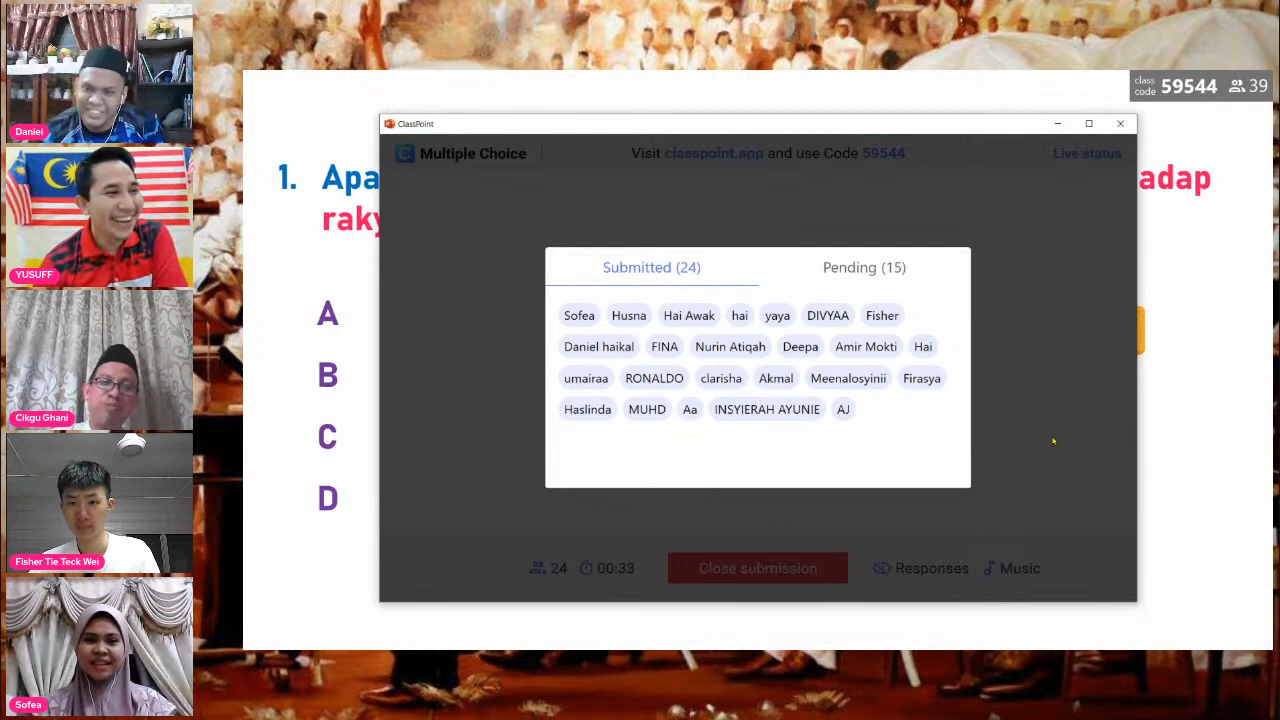 Daniel
YUSUFF
Cikgu Ghani
Fisher Tie Teck Wei
Sofea
class code 59544 39
ClassPoint
Multiple Choice Visit classpoint.app and use Code 59544 Live status
1. Apa adap
raky
A
B
C
D
Submitted (24) Pending (15)
Sofea Husna Hai Awak hai yaya DIVYAA Fisher
Daniel haikal FINA Nurin Atiqah Deepa Amir Mokti Hai
umairaa RONALDO clarisha Akmal Meenalosyinii Firasya
Haslinda MUHD Aa INSYIERAH AYUNIE AJ
24 00:33 Close submission Responses Music